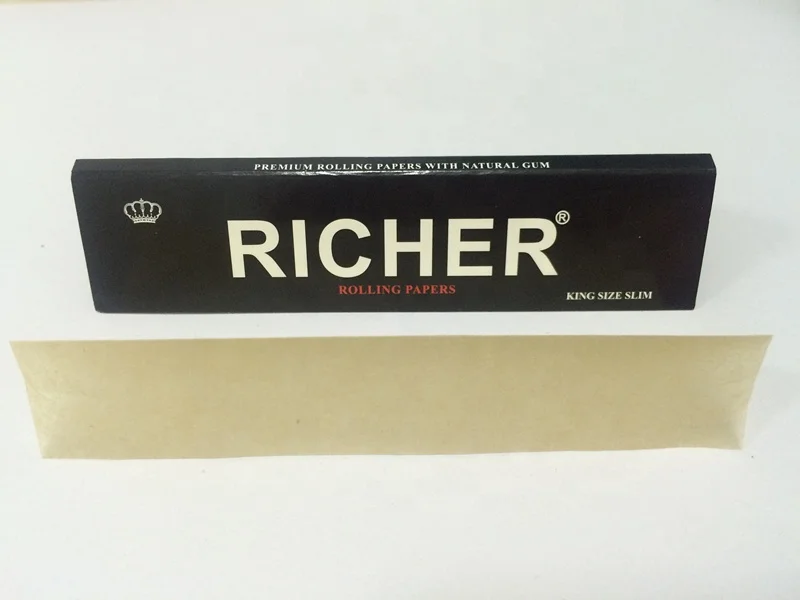 PREMIUM ROLLING PAPERS WITH NATURAL GUM
RICHER®
ROLLING PAPERS
KING SIZE SLIM